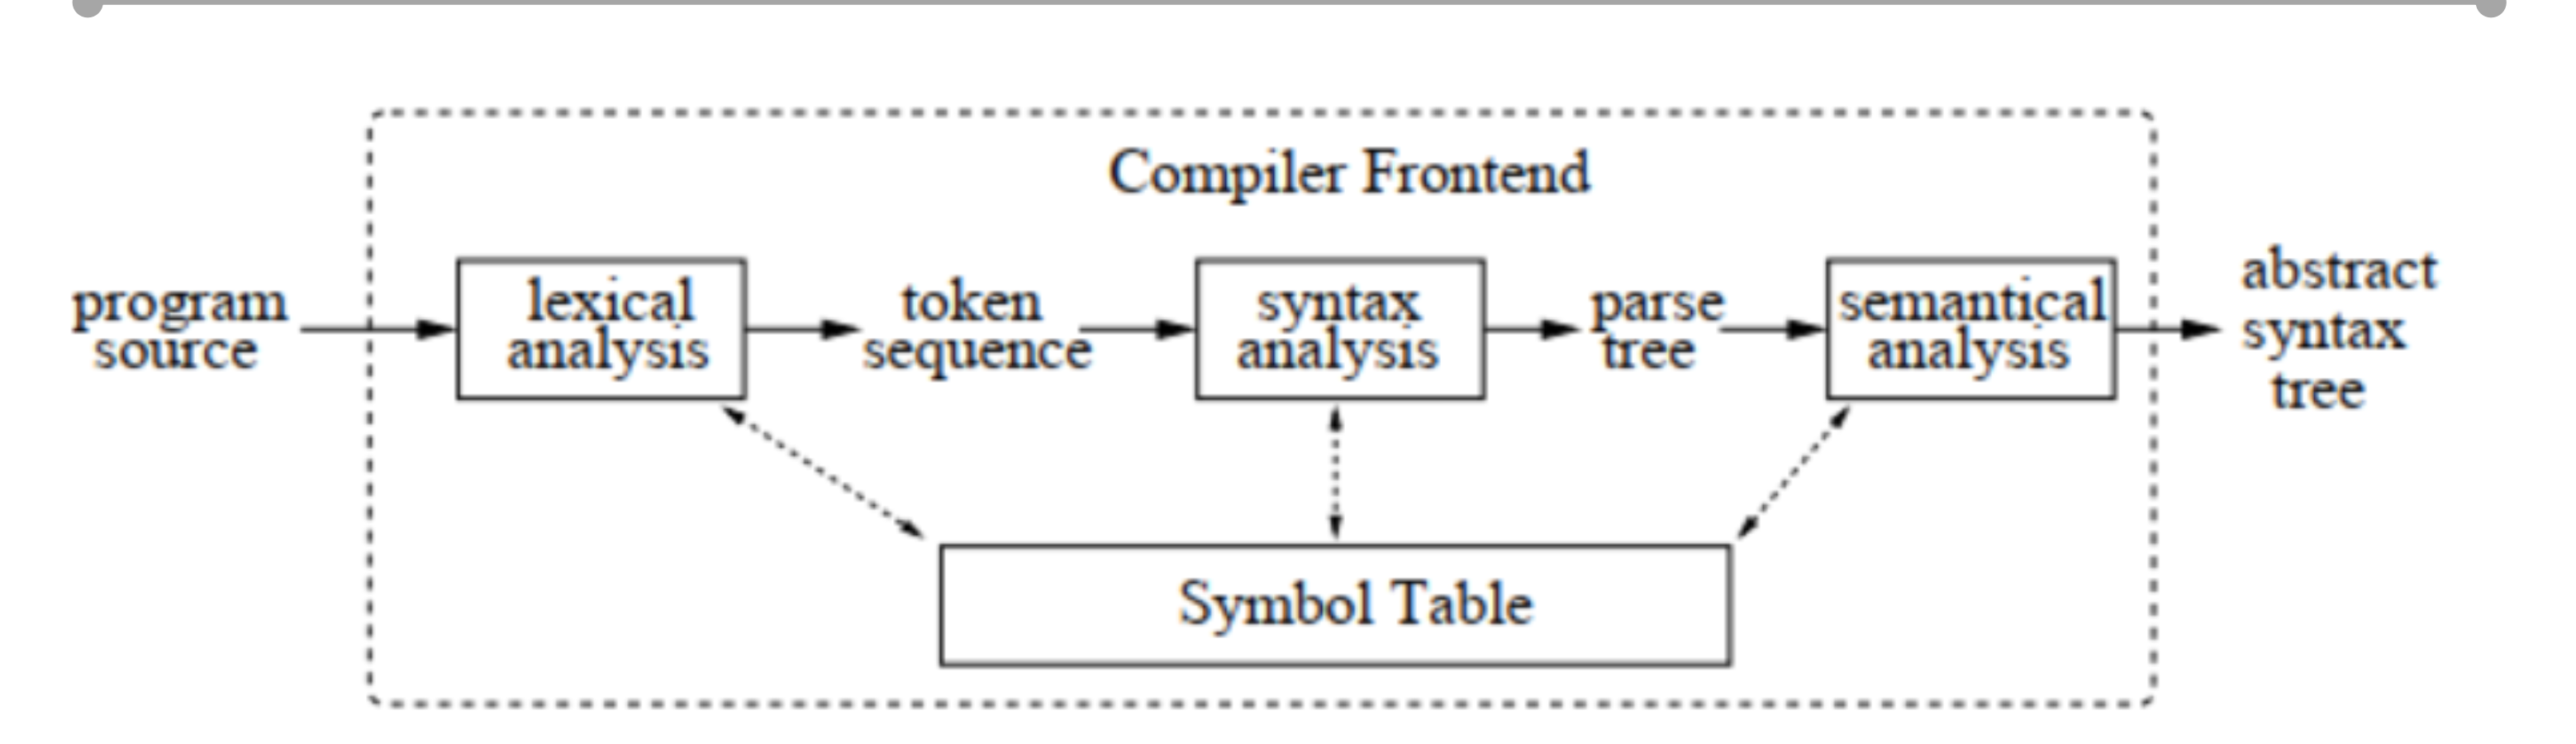 Compiler Frontend
program
source
lexical
analysis
token
sequence
syntax
analysis
parse
tree
semantical
analysis
abstract
syntax
tree
Symbol Table